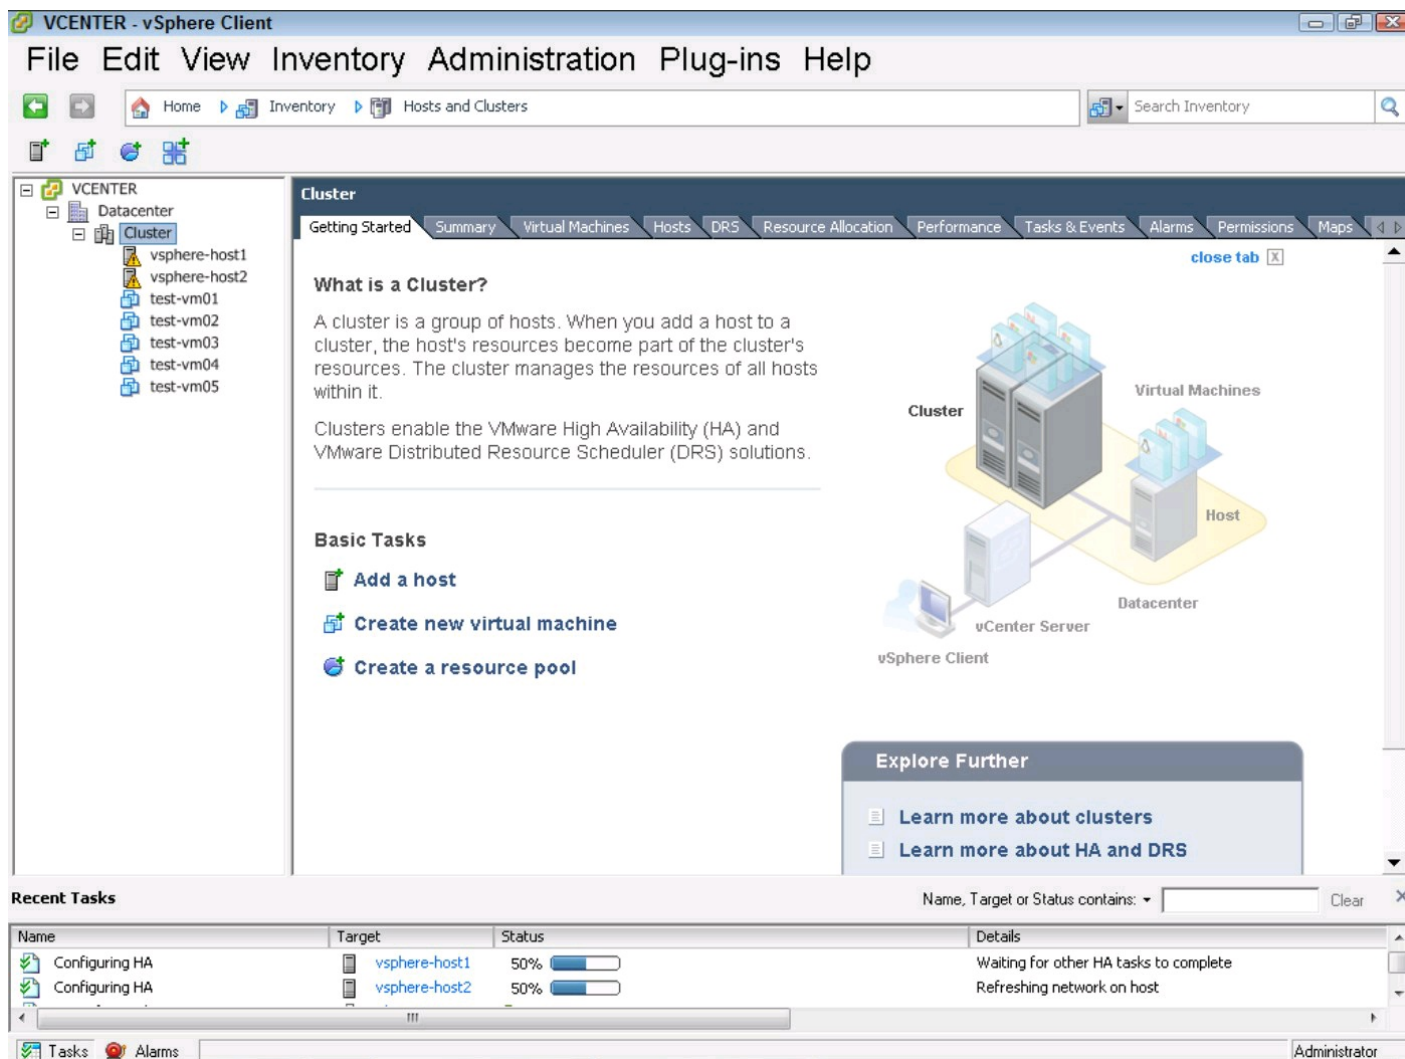 VCENTER - vSphere Client
File Edit View Inventory Administration Plug-ins Help
Home Inventory Hosts and Clusters
Search Inventory
VCENTER
Datacenter
Cluster
vsphere-host1
vsphere-host2
test-vm01
test-vm02
test-vm03
test-vm04
test-vm05
Cluster
Getting Started Summary Virtual Machines Hosts DRS Resource Allocation Performance Tasks & Events Alarms Permissions Maps
close tab X
What is a Cluster?
A cluster is a group of hosts. When you add a host to a
cluster, the host's resources become part of the cluster's
resources. The cluster manages the resources of all hosts
within it.
Clusters enable the VMware High Availability (HA) and
VMware Distributed Resource Scheduler (DRS) solutions.
Basic Tasks
Add a host
Create new virtual machine
Create a resource pool
Cluster
Virtual Machines
Host
Datacenter
vCenter Server
vSphere Client
Explore Further
Learn more about clusters
Learn more about HA and DRS
Recent Tasks
Name, Target or Status contains:
Clear
Name Target Status Details
Configuring HA vsphere-host1 50% Waiting for other HA tasks to complete
Configuring HA vsphere-host2 50% Refreshing network on host
Tasks Alarms
Administrator